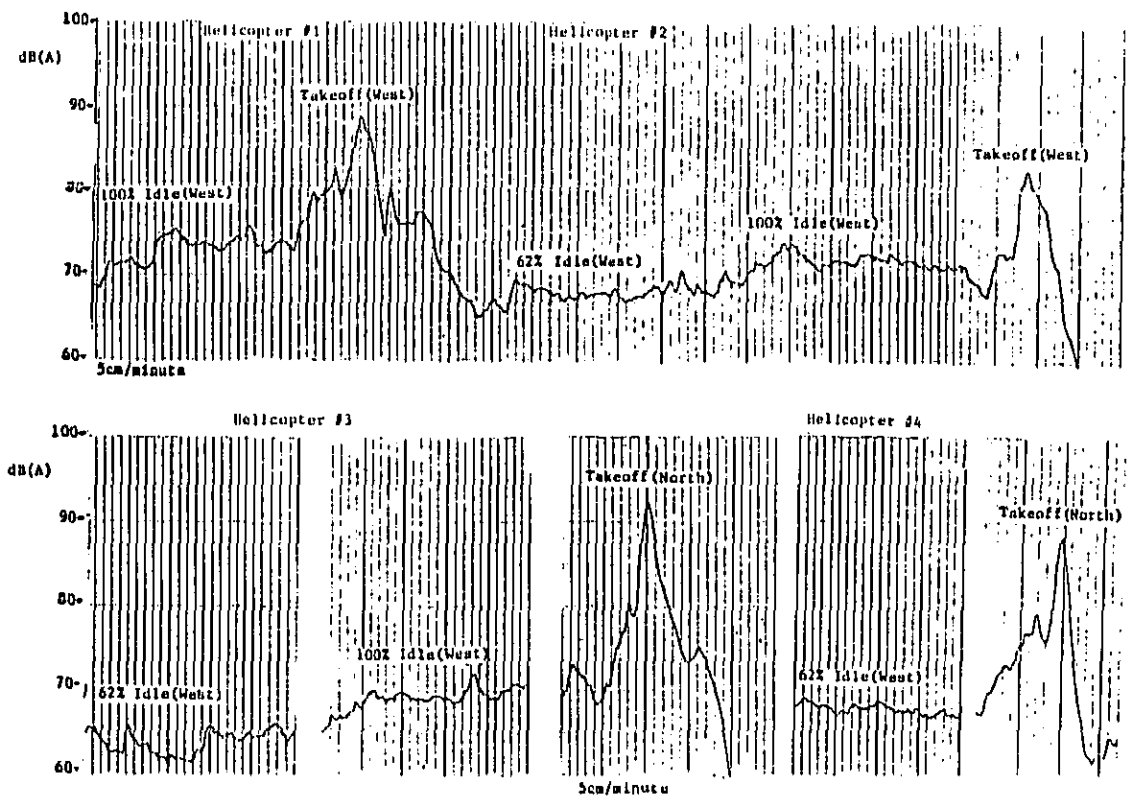 100-
Helicopter #1
Helicopter #2
dB(A)
Takeoff(West)
90-
Takeoff(West)
80-
100% Idle(West)
100% Idle(West)
62% Idle(West)
70-
60-
5cm/minute
Helicopter #3
Helicopter #4
100-
dB(A)
Takeoff(North)
90-
Takeoff(North)
80-
100% Idle(West)
70-
62% Idle(West)
62% Idle(West)
60-
5cm/minute